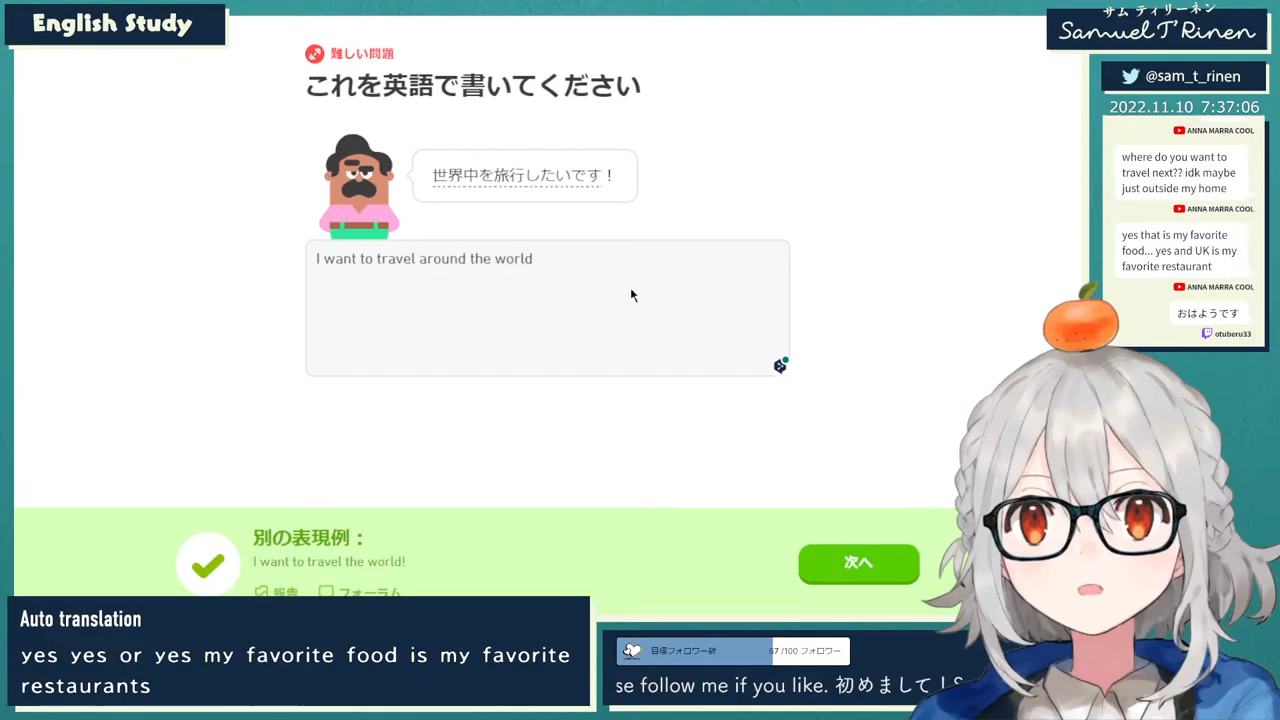 English Study
難しい問題
これを英語で書いてください
世界中を旅行したいです！
I want to travel around the world
別の表現例：
I want to travel the world!
報告
フォーラム
次へ
Auto translation
yes yes or yes my favorite food is my favorite
restaurants
目標フォロワー数
67 /100 フォロワー
se follow me if you like. 初めまして！S
サム ティリーネン
Samuel T'Rinen
@sam_t_rinen
2022.11.10 7:37:06
ANNA MARRA COOL
where do you want to
travel next?? idk maybe
just outside my home
ANNA MARRA COOL
yes that is my favorite
food... yes and UK is my
favorite restaurant
ANNA MARRA COOL
おはようです
otuberu33